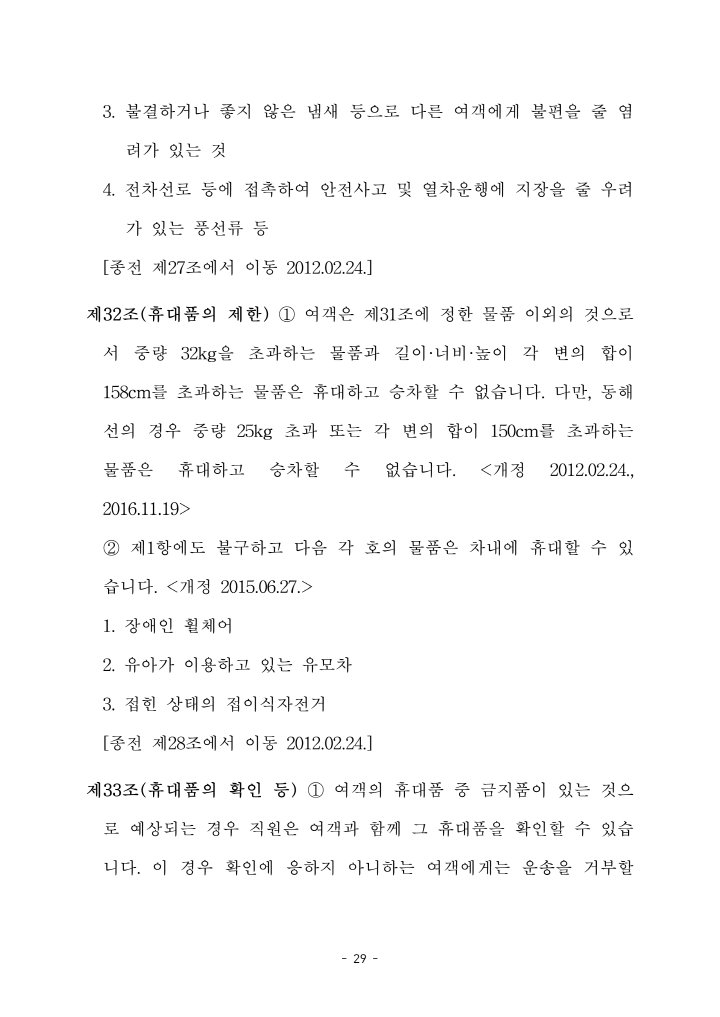 3. 불결하거나 좋지 않은 냄새 등으로 다른 여객에게 불편을 줄 염
려가 있는 것
4. 전차선로 등에 접촉하여 안전사고 및 열차운행에 지장을 줄 우려
가 있는 풍선류 등
[종전 제27조에서 이동 2012.02.24.]
제32조(휴대품의 제한) ① 여객은 제31조에 정한 물품 이외의 것으로
서 중량 32kg을 초과하는 물품과 길이·너비·높이 각 변의 합이
158cm를 초과하는 물품은 휴대하고 승차할 수 없습니다. 다만, 동해
선의 경우 중량 25kg 초과 또는 각 변의 합이 150cm를 초과하는
물품은 휴대하고 승차할 수 없습니다. <개정 2012.02.24.,
2016.11.19>
② 제1항에도 불구하고 다음 각 호의 물품은 차내에 휴대할 수 있
습니다. <개정 2015.06.27.>
1. 장애인 휠체어
2. 유아가 이용하고 있는 유모차
3. 접힌 상태의 접이식자전거
[종전 제28조에서 이동 2012.02.24.]
제33조(휴대품의 확인 등) ① 여객의 휴대품 중 금지품이 있는 것으
로 예상되는 경우 직원은 여객과 함께 그 휴대품을 확인할 수 있습
니다. 이 경우 확인에 응하지 아니하는 여객에게는 운송을 거부할
- 29 -